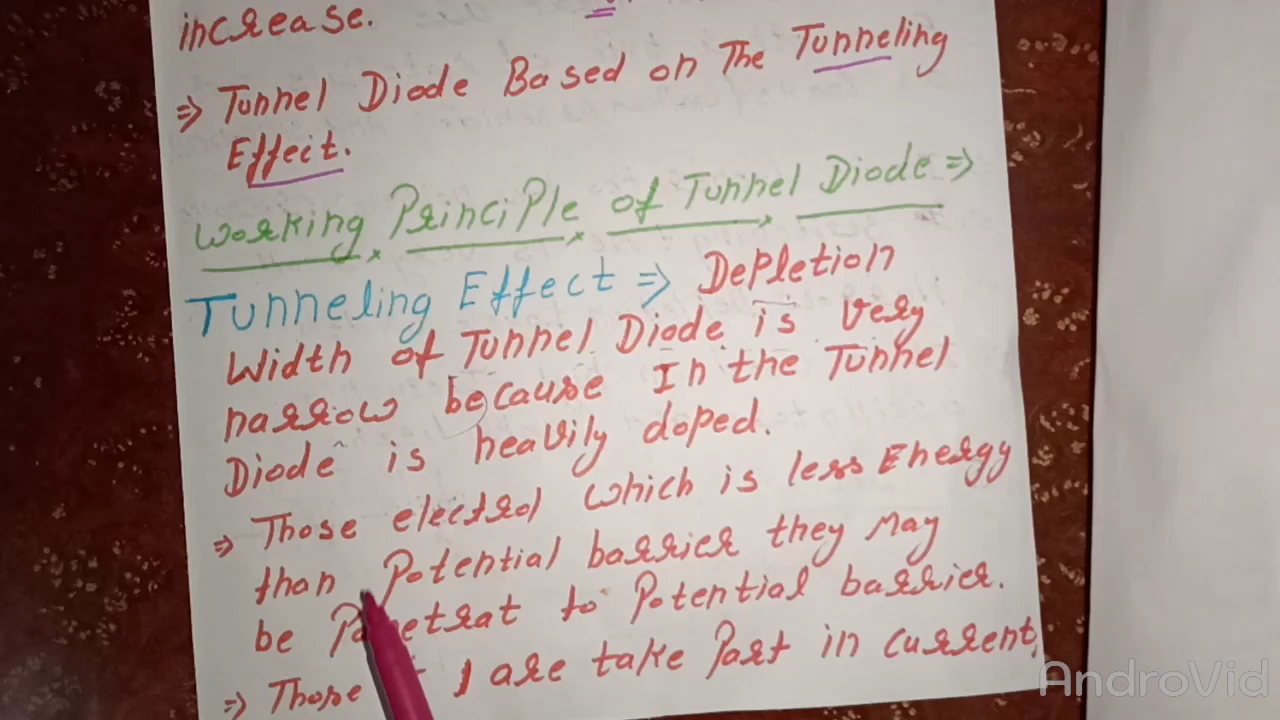 increase.
⇒ Tunnel Diode Based on The Tunneling
Effect.
Working Principle of Tunnel Diode ⇒
Tunneling Effect ⇒ Depletion
Width of Tunnel Diode is very
narrow because In the Tunnel
Diode is heavily doped.
⇒ Those electrol which is less Energy
than Potential barrier they may
be to Potential barrier.
⇒ Those are take Part in current.
AndroVid